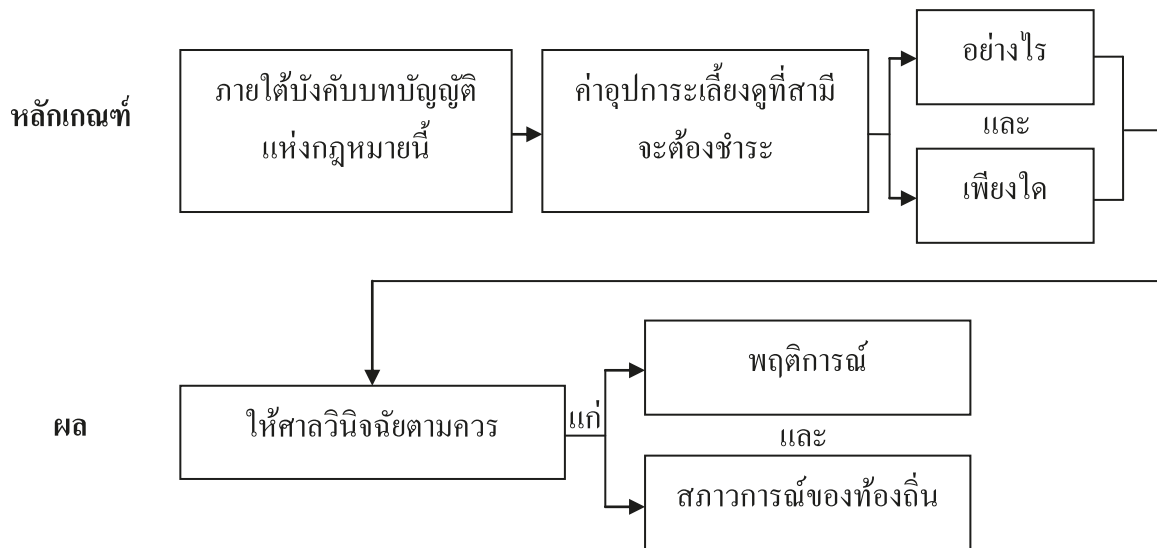 หลักเกณฑ์
ภายใต้บังคับบทบัญญัติ
แห่งกฎหมายนี้
ค่าอุปการะเลี้ยงดูที่สามี
จะต้องชำระ
อย่างไร
และ
เพียงใด
ผล
ให้ศาลวินิจฉัยตามควร
แก่
พฤติการณ์
และ
สภาวการณ์ของท้องถิ่น